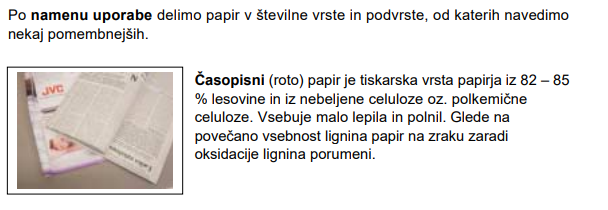 Po namenu uporabe delimo papir v številne vrste in podvrste, od katerih navedimo
nekaj pomembnejših.
JVC
Časopisni (roto) papir je tiskarska vrsta papirja iz 82 – 85
% lesovine in iz nebeljene celuloze oz. polkemične
celuloze. Vsebuje malo lepila in polnil. Glede na
povečano vsebnost lignina papir na zraku zaradi
oksidacije lignina porumeni.